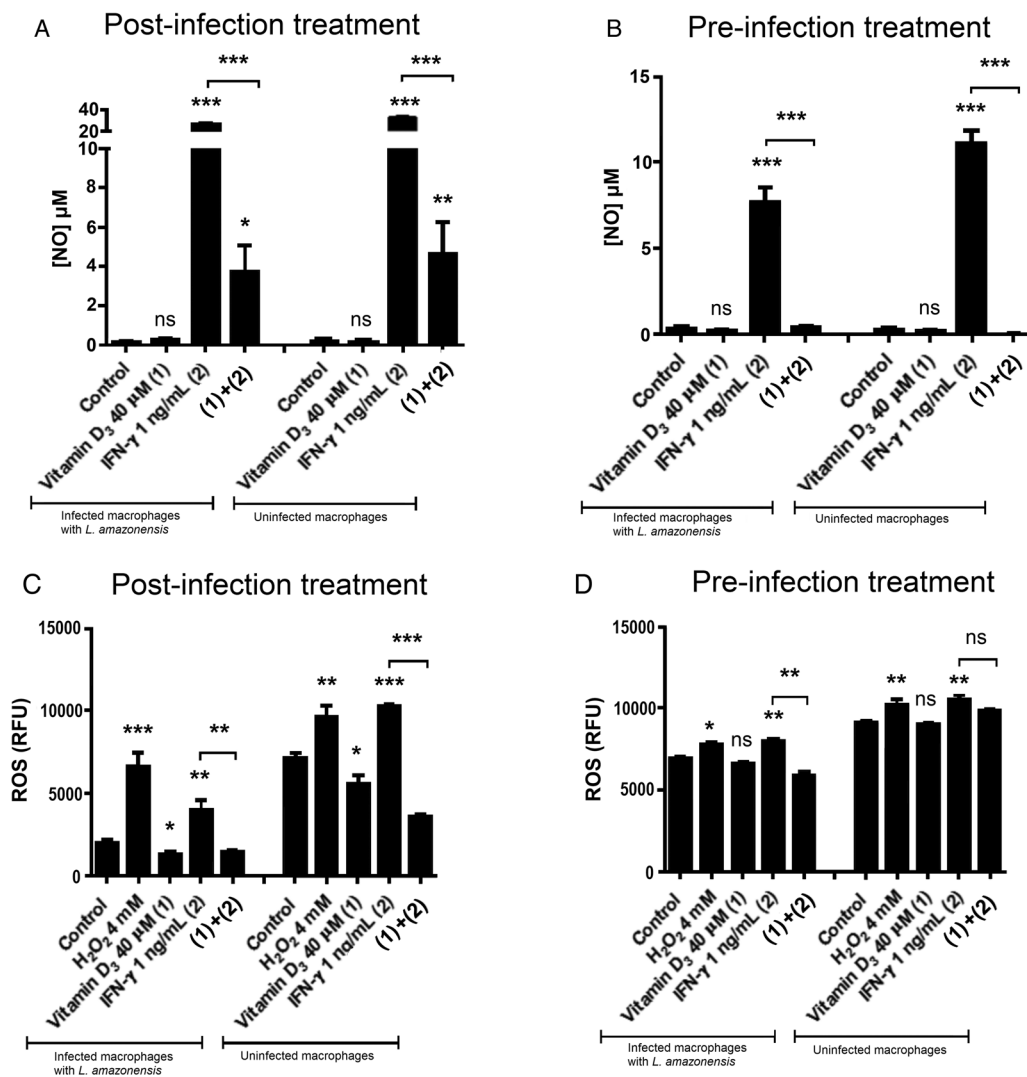 A
Post-infection treatment
***
***
***
***
40
20
10
8
6
4
2
0
[NO] µM
ns
*
ns
**
Control
Vitamin D3 40 µM (1)
IFN-γ 1 ng/mL (2)
(1)+(2)
Control
Vitamin D3 40 µM (1)
IFN-γ 1 ng/mL (2)
(1)+(2)
Infected macrophages
with L. amazonensis
Uninfected macrophages
B
Pre-infection treatment
15
10
5
0
[NO] µM
ns
***
***
ns
***
***
Control
Vitamin D3 40 µM (1)
IFN-γ 1 ng/mL (2)
(1)+(2)
Control
Vitamin D3 40 µM (1)
IFN-γ 1 ng/mL (2)
(1)+(2)
Infected macrophages
with L. amazonensis
Uninfected macrophages
C
Post-infection treatment
15000
10000
5000
0
ROS (RFU)
***
*
**
**
**
*
***
***
Control
H2O2 4 mM
Vitamin D3 40 µM (1)
IFN-γ 1 ng/mL (2)
(1)+(2)
Control
H2O2 4 mM
Vitamin D3 40 µM (1)
IFN-γ 1 ng/mL (2)
(1)+(2)
Infected macrophages
with L. amazonensis
Uninfected macrophages
D
Pre-infection treatment
15000
10000
5000
0
ROS (RFU)
*
ns
**
**
**
ns
**
ns
Control
H2O2 4 mM
Vitamin D3 40 µM (1)
IFN-γ 1 ng/mL (2)
(1)+(2)
Control
H2O2 4 mM
Vitamin D3 40 µM (1)
IFN-γ 1 ng/mL (2)
(1)+(2)
Infected macrophages
with L. amazonensis
Uninfected macrophages